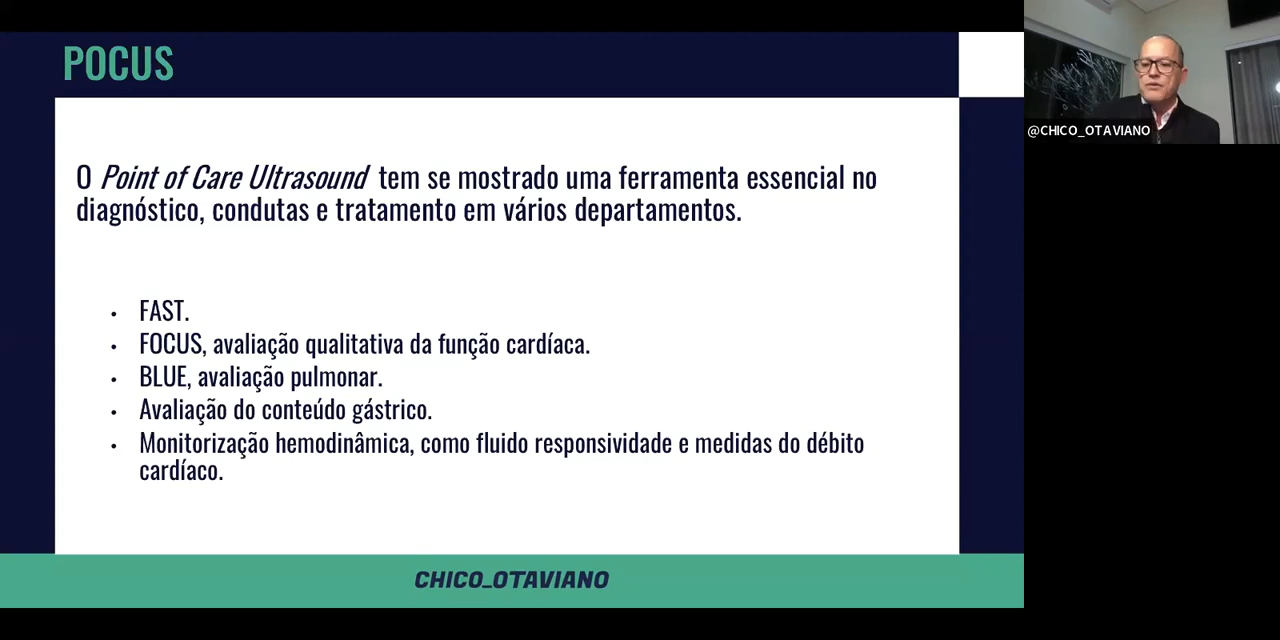 POCUS
O Point of Care Ultrasound tem se mostrado uma ferramenta essencial no
diagnóstico, condutas e tratamento em vários departamentos.
• FAST.
• FOCUS, avaliação qualitativa da função cardíaca.
• BLUE, avaliação pulmonar.
• Avaliação do conteúdo gástrico.
• Monitorização hemodinâmica, como fluido responsividade e medidas do débito
cardíaco.
CHICO_OTAVIANO
@CHICO_OTAVIANO